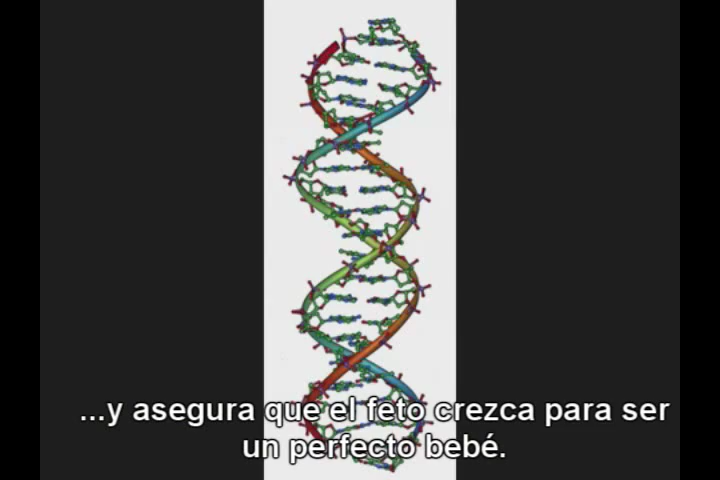 ...y asegura que el feto crezca para ser
un perfecto bebé.